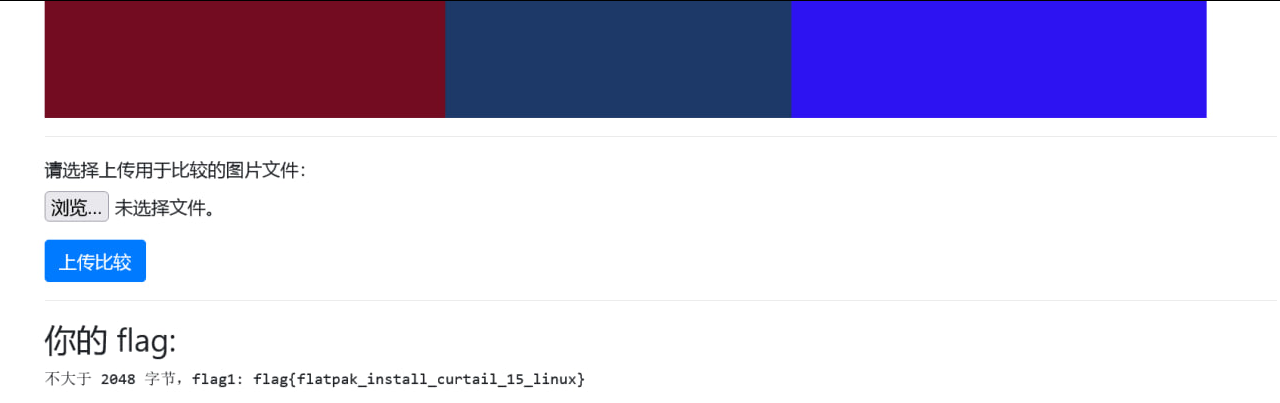 请选择上传用于比较的图片文件：
浏览... 未选择文件。
上传比较
你的 flag:
不大于 2048 字节，flag1: flag{flatpak_install_curtail_15_linux}